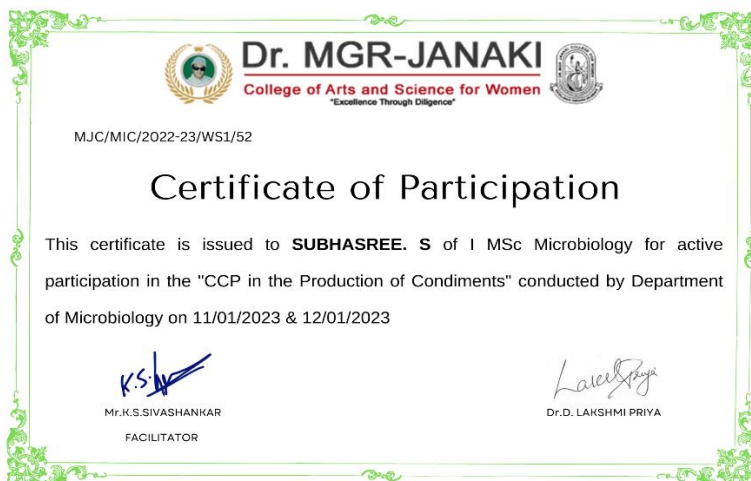 Dr. MGR-JANAKI
College of Arts and Science for Women
"Excellence Through Diligence"
MJC/MIC/2022-23/WS1/52
Certificate of Participation
This certificate is issued to SUBHASREE. S of I MSc Microbiology for active
participation in the "CCP in the Production of Condiments" conducted by Department
of Microbiology on 11/01/2023 & 12/01/2023
K.S.
Mr.K.S.SIVASHANKAR
FACILITATOR
Dr.D. LAKSHMI PRIYA